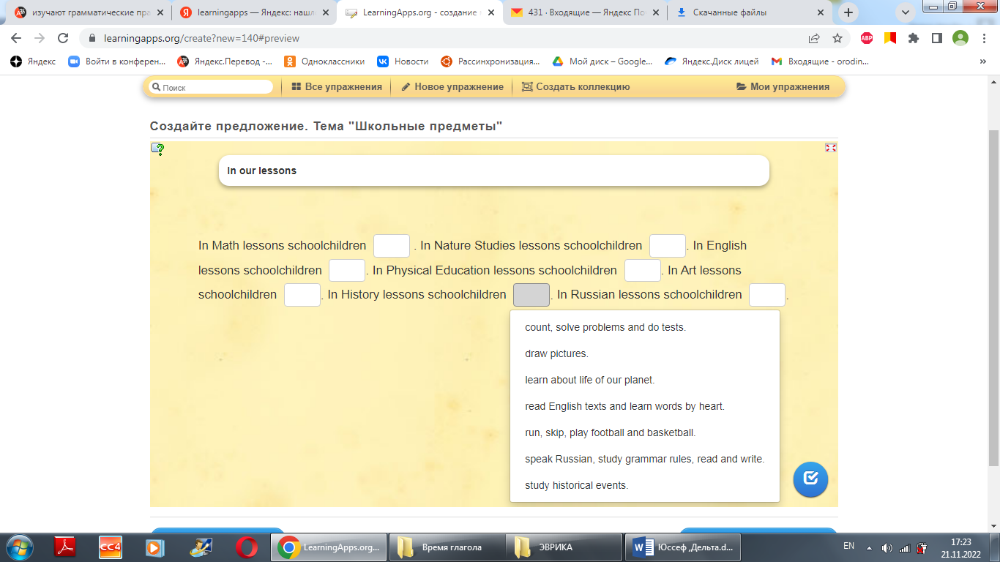 изучают грамматические пра
learningapps — Яндекс: нашл
LearningApps.org - создание
431 · Входящие — Яндекс По
Скачанные файлы
learningapps.org/create?new=140#preview
ABP
Яндекс
Войти в конферен...
Яндекс.Перевод -...
Одноклассники
Новости
Рассинхронизация...
Мой диск – Google...
Яндекс.Диск лицей
Входящие - orodin...
»
Поиск
Все упражнения
Новое упражнение
Создать коллекцию
Мои упражнения
Создайте предложение. Тема "Школьные предметы"
In our lessons
In Math lessons schoolchildren . In Nature Studies lessons schoolchildren . In English
lessons schoolchildren . In Physical Education lessons schoolchildren . In Art lessons
schoolchildren . In History lessons schoolchildren . In Russian lessons schoolchildren .
count, solve problems and do tests.
draw pictures.
learn about life of our planet.
read English texts and learn words by heart.
run, skip, play football and basketball.
speak Russian, study grammar rules, read and write.
study historical events.
CC4
LearningApps.org...
Время глагола
ЭВРИКА
Юссеф ,Дельта.d...
EN
17:23
21.11.2022